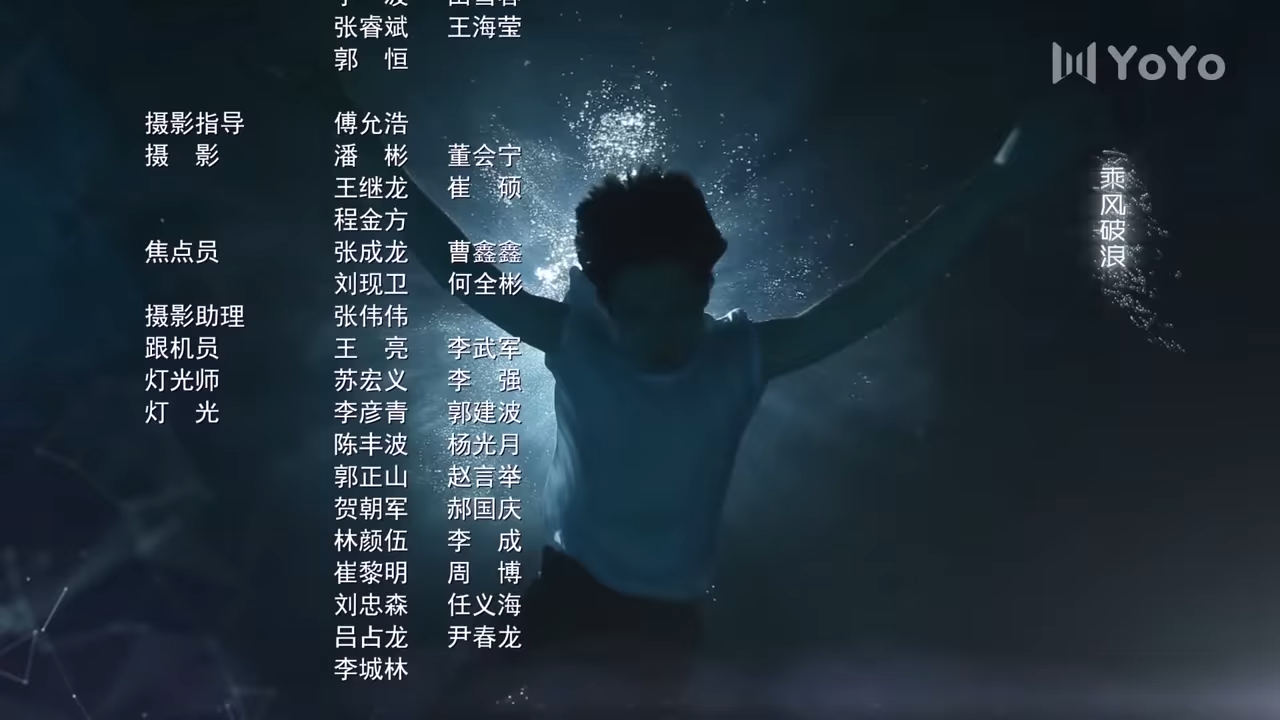 张睿斌 王海莹
郭 恒
摄影指导 傅允浩
摄 影 潘 彬 董会宁
王继龙 崔 硕
程金方
焦点员 张成龙 曹鑫鑫
刘现卫 何全彬
摄影助理 张伟伟
跟机员 王 亮 李武军
灯光师 苏宏义 李 强
灯 光 李彦青 郭建波
陈丰波 杨光月
郭正山 赵言举
贺朝军 郝国庆
林颜伍 李 成
崔黎明 周 博
刘忠森 任义海
吕占龙 尹春龙
李城林
YoYo
乘风破浪